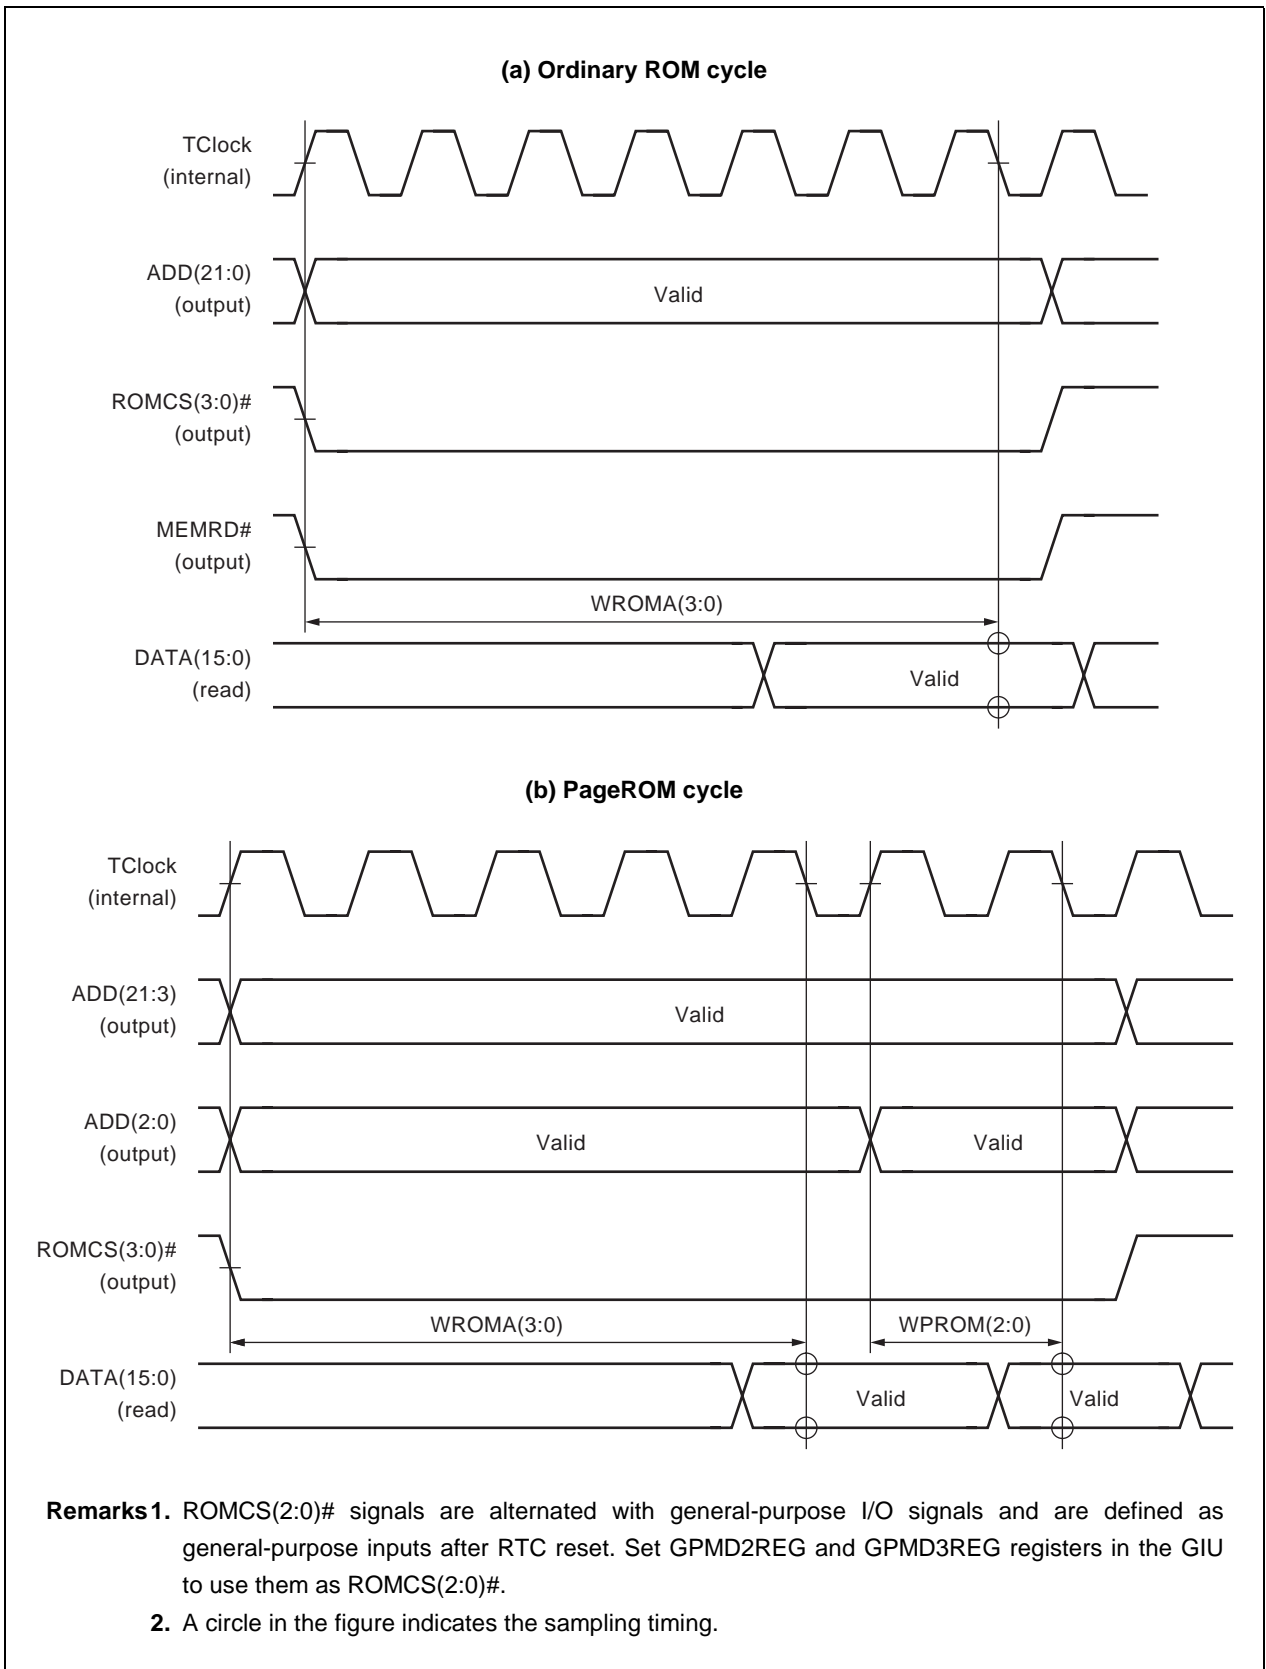 (a) Ordinary ROM cycle
TClock
(internal)
ADD(21:0)
(output)
Valid
ROMCS(3:0)#
(output)
MEMRD#
(output)
WROMA(3:0)
DATA(15:0)
(read)
Valid
(b) PageROM cycle
TClock
(internal)
ADD(21:3)
(output)
Valid
ADD(2:0)
(output)
Valid
Valid
ROMCS(3:0)#
(output)
WROMA(3:0)
WPROM(2:0)
DATA(15:0)
(read)
Valid
Valid
Remarks 1. ROMCS(2:0)# signals are alternated with general-purpose I/O signals and are defined as
general-purpose inputs after RTC reset. Set GPMD2REG and GPMD3REG registers in the GIU
to use them as ROMCS(2:0)#.
2. A circle in the figure indicates the sampling timing.